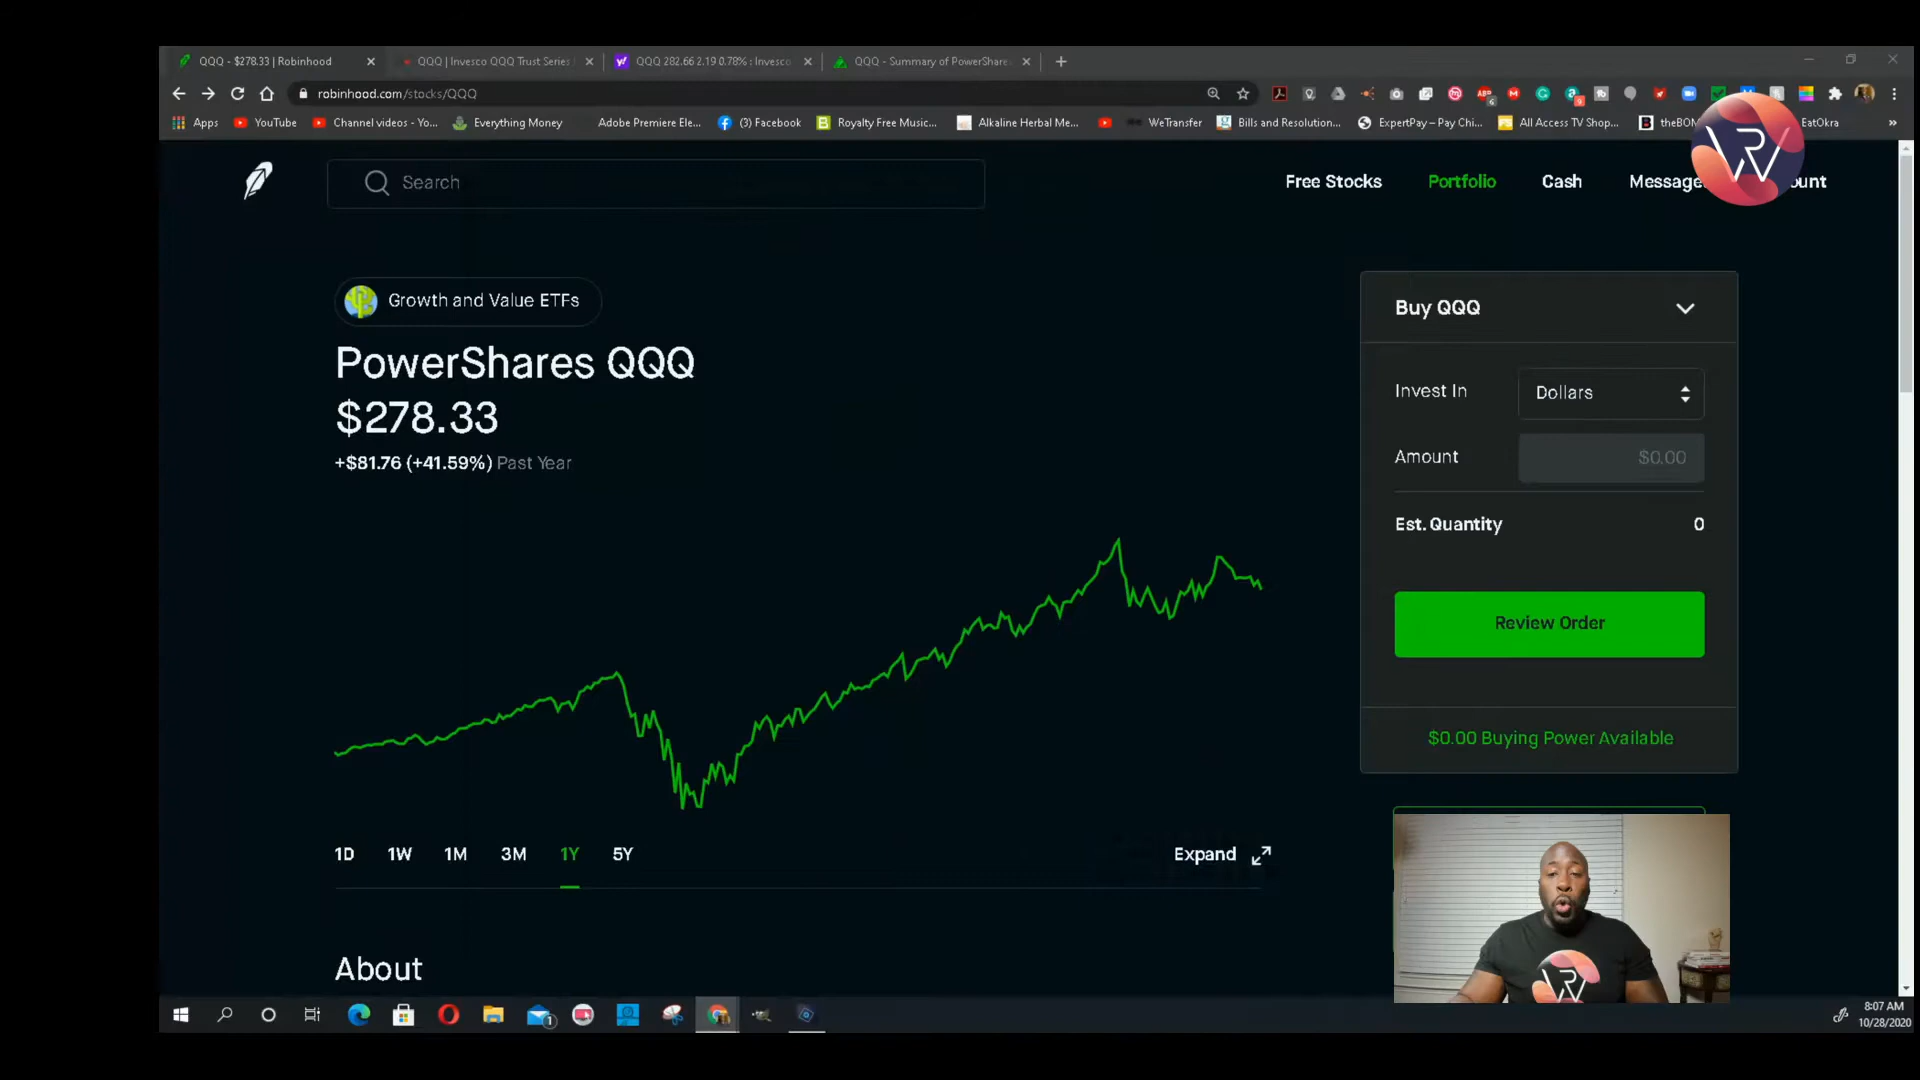 QQQ - $278.33 | Robinhood
QQQ | Invesco QQQ Trust Series
QQQ 282.66 2.19 0.78% : Invesco
QQQ - Summary of PowerShare
robinhood.com/stocks/QQQ
Apps
YouTube
Channel videos - Yo...
Everything Money
Adobe Premiere Ele...
(3) Facebook
Royalty Free Music...
Alkaline Herbal Me...
WeTransfer
Bills and Resolution...
ExpertPay – Pay Chi...
All Access TV Shop...
EatOkra
Search
Free Stocks
Portfolio
Cash
Message
ount
Growth and Value ETFs
PowerShares QQQ
$278.33
+$81.76 (+41.59%) Past Year
Buy QQQ
Invest In
Dollars
Amount
$0.00
Est. Quantity
0
Review Order
$0.00 Buying Power Available
1D
1W
1M
3M
1Y
5Y
Expand
About
8:07 AM
10/28/2020